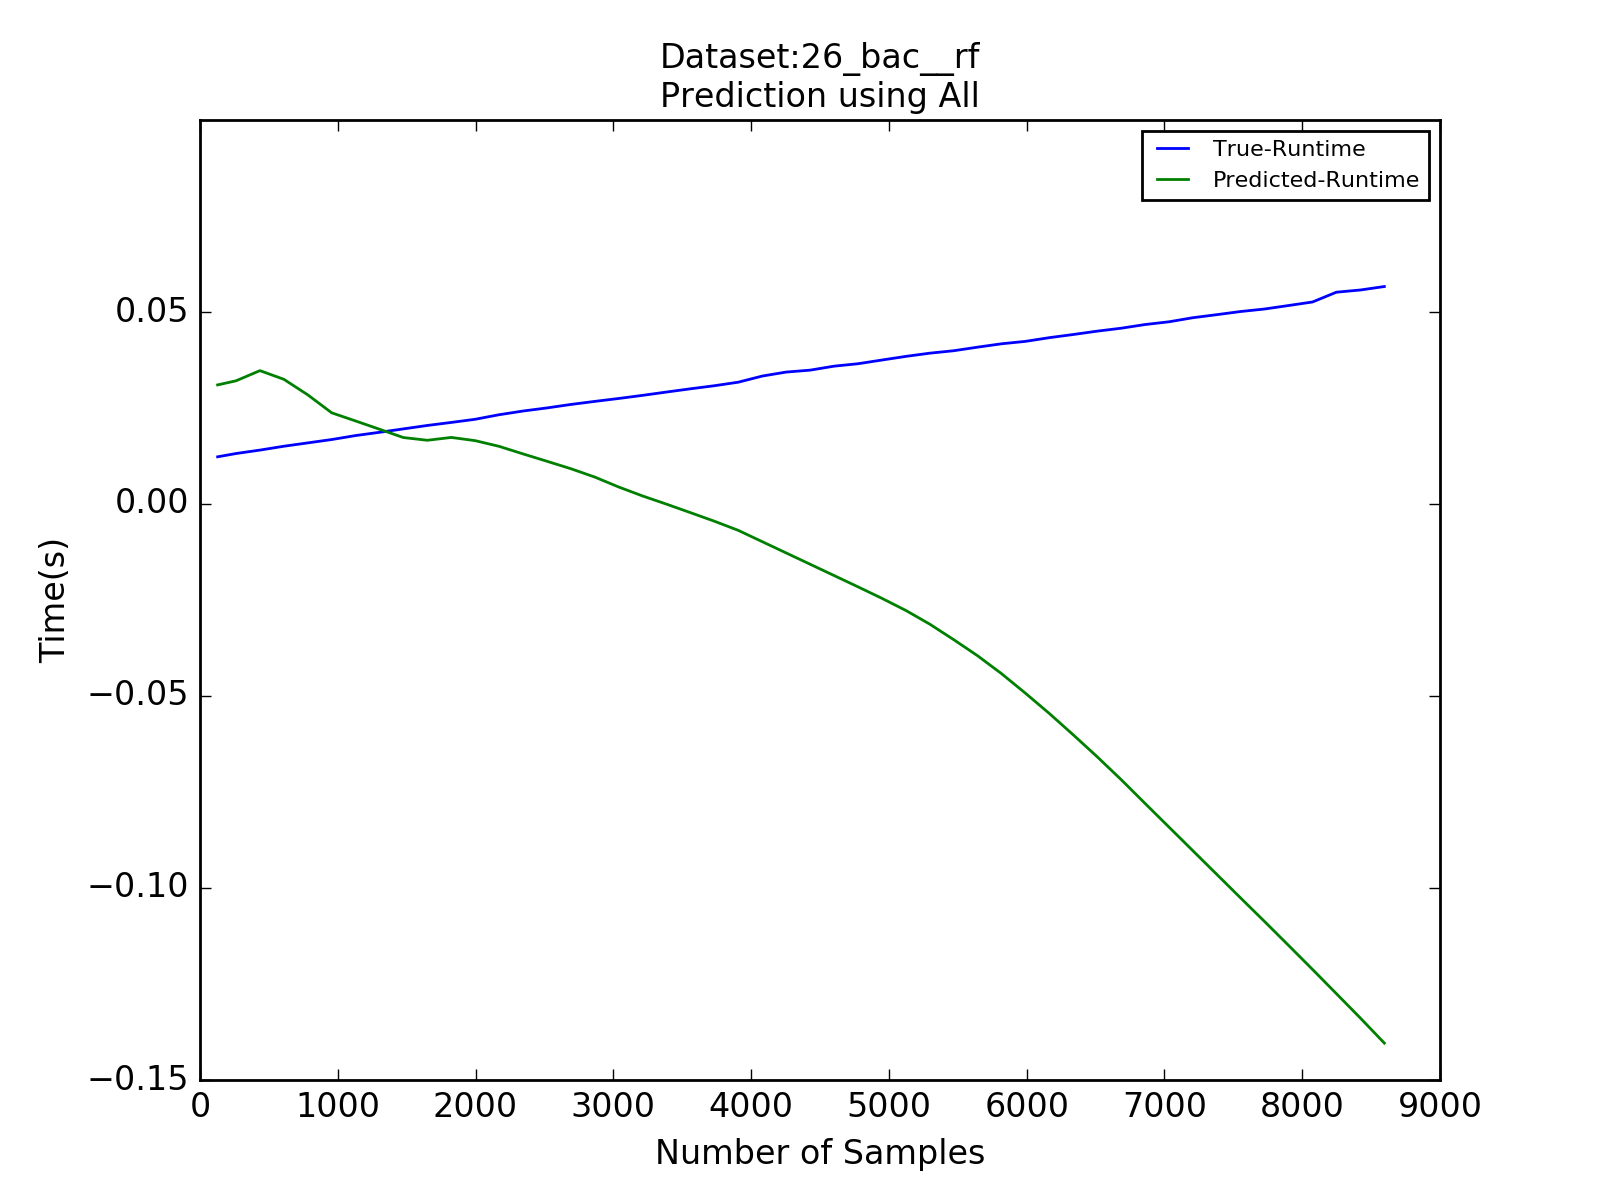 Dataset:26_bac__rf
Prediction using All
True-Runtime
Predicted-Runtime
0.05
0.00
−0.05
−0.10
−0.15
Time(s)
0 1000 2000 3000 4000 5000 6000 7000 8000 9000
Number of Samples